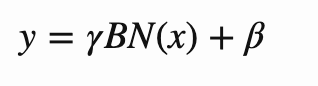 y = γBN(x) + β